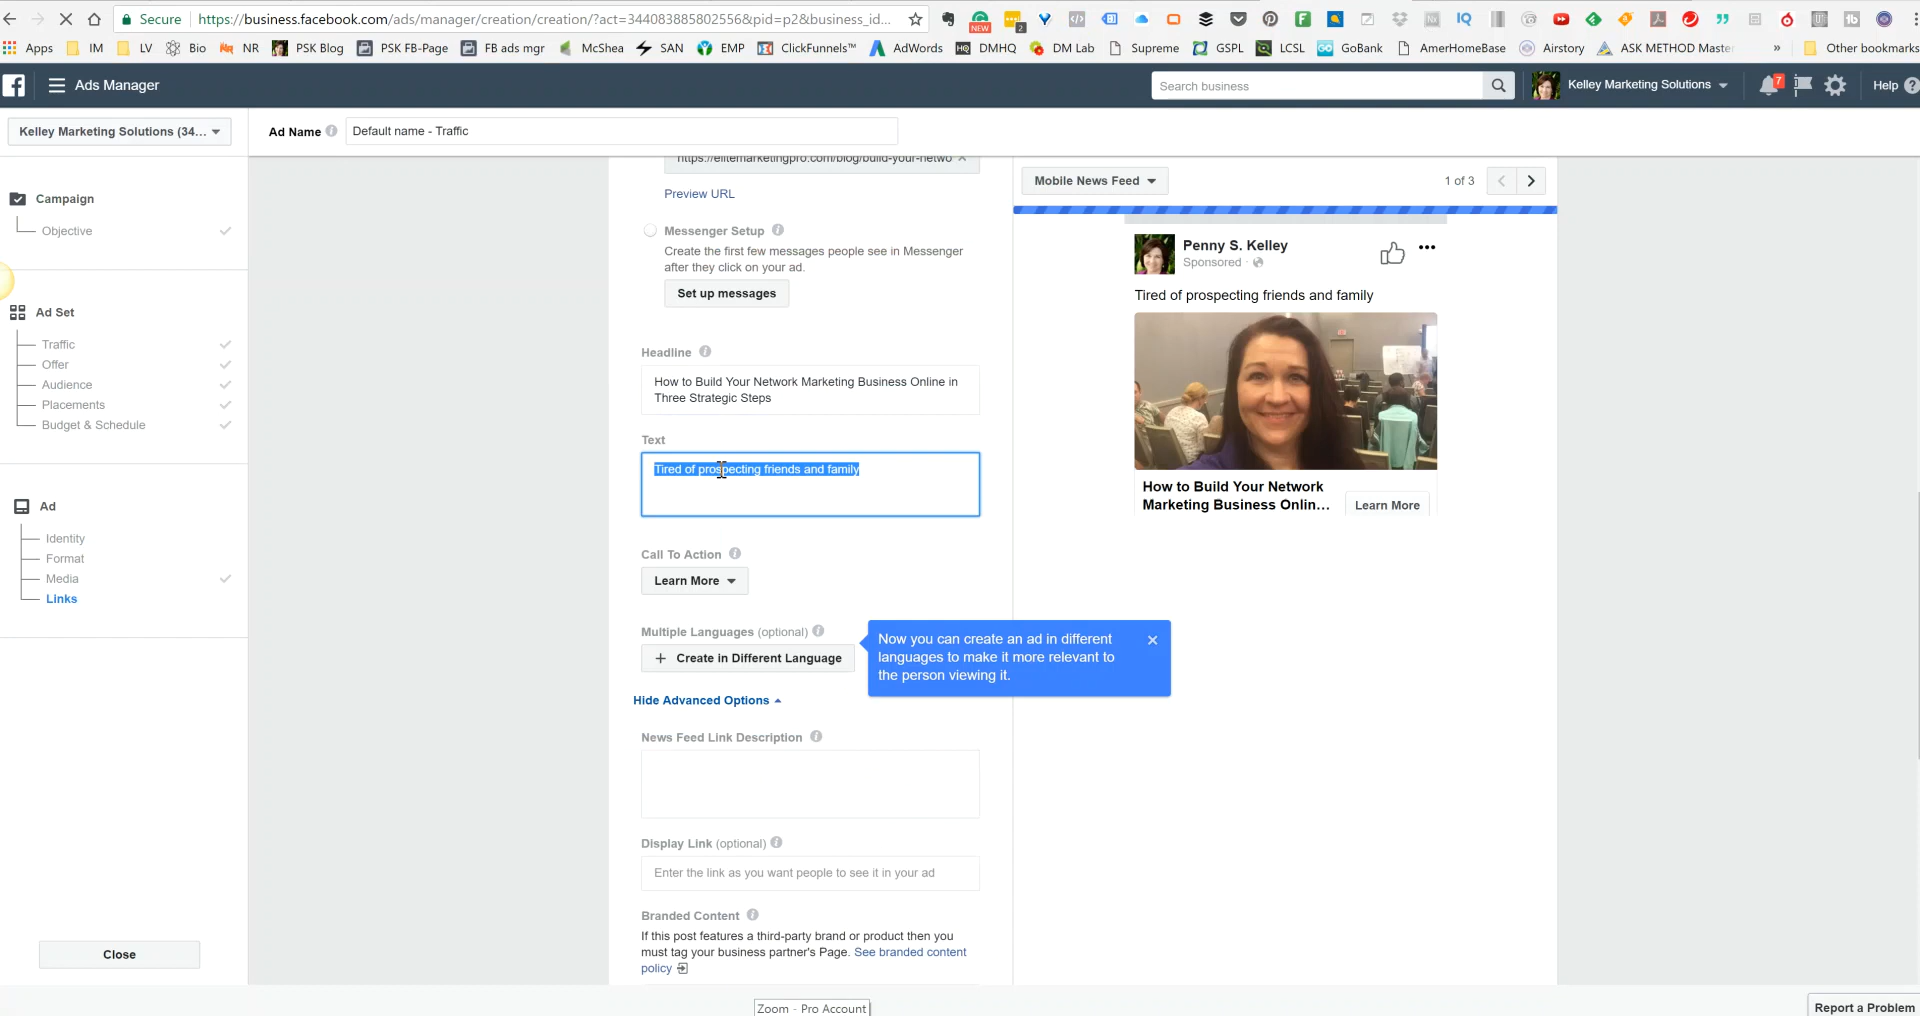 Secure
https://business.facebook.com/ads/manager/creation/creation/?act=344083885802556&pid=p2&business_id...
NEW
2
IQ
Apps
IM
LV
Bio
NR
PSK Blog
PSK FB-Page
FB ads mgr
McShea
SAN
EMP
ClickFunnels™
AdWords
DMHQ
DM Lab
Supreme
GSPL
LCSL
GoBank
AmerHomeBase
Airstory
ASK METHOD Maste
»
Other bookmarks
Ads Manager
Search business
Kelley Marketing Solutions
7
Help
Kelley Marketing Solutions (34...
Ad Name
Default name - Traffic
Campaign
Objective
Ad Set
Traffic
Offer
Audience
Placements
Budget & Schedule
Ad
Identity
Format
Media
Links
Close
https://elitemarketingpro.com/blog/build-your-netwo
Preview URL
Messenger Setup
Create the first few messages people see in Messenger
after they click on your ad.
Set up messages
Headline
How to Build Your Network Marketing Business Online in
Three Strategic Steps
Text
Tired of prospecting friends and family
Call To Action
Learn More
Multiple Languages (optional)
+ Create in Different Language
Now you can create an ad in different
languages to make it more relevant to
the person viewing it.
Hide Advanced Options
News Feed Link Description
Display Link (optional)
Enter the link as you want people to see it in your ad
Branded Content
If this post features a third-party brand or product then you
must tag your business partner's Page. See branded content
policy
Mobile News Feed
1 of 3
Penny S. Kelley
Sponsored ·
Tired of prospecting friends and family
How to Build Your Network
Marketing Business Onlin...
Learn More
Zoom - Pro Account
Report a Problem